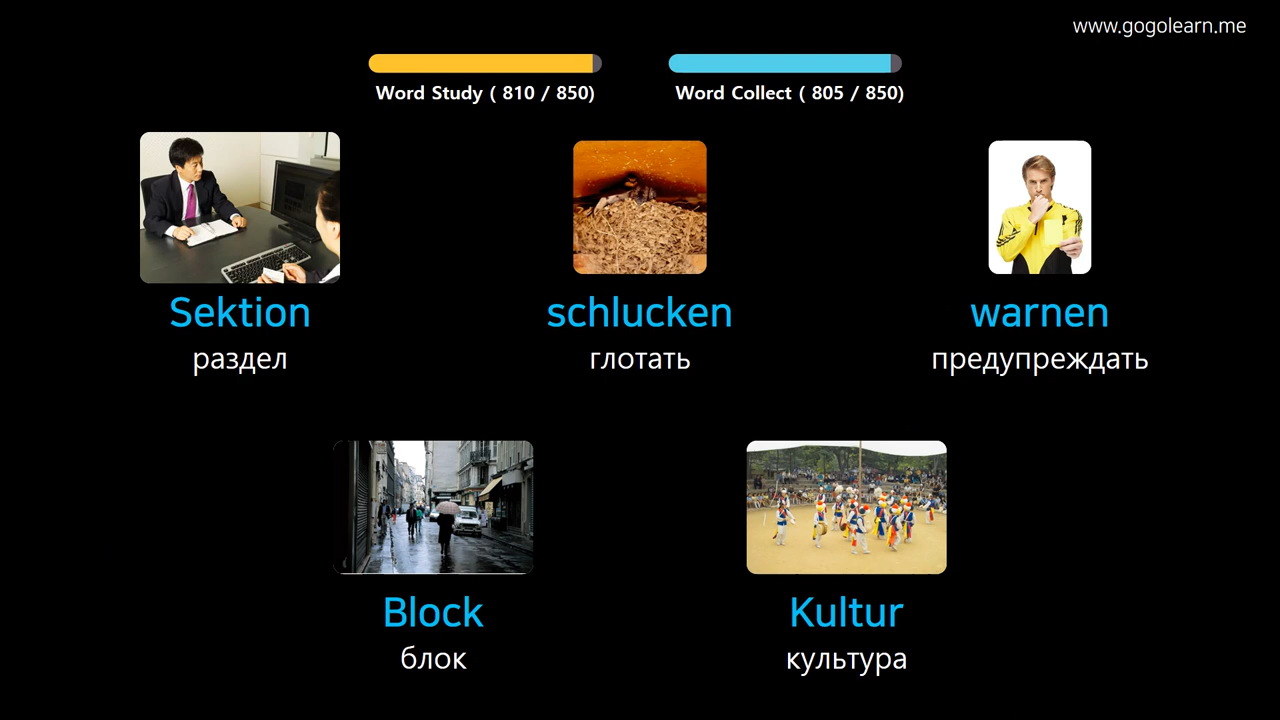 www.gogolearn.me
Word Study ( 810 / 850)
Word Collect ( 805 / 850)
Sektion
раздел
schlucken
глотать
warnen
предупреждать
Block
блок
Kultur
культура